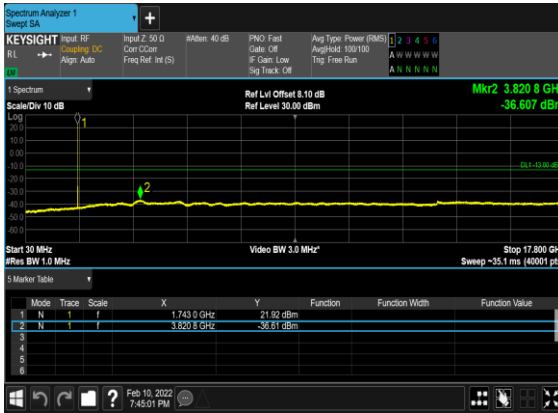 Spectrum Analyzer 1
Swept SA
KEYSIGHT
RL
Input: RF
Coupling: DC
Align: Auto
Input Z: 50 Ω
Corr CCorr
Freq Ref: Int (S)
#Atten: 40 dB
PNO: Fast
Gate: Off
IF Gain: Low
Sig Track: Off
Avg Type: Power (RMS)
Avg|Hold: 100/100
Trig: Free Run
1 2 3 4 5 6
A W W W W W
A N N N N N
1 Spectrum
Scale/Div 10 dB
Ref Lvl Offset 8.10 dB
Ref Level 30.00 dBm
Mkr2 3.820 8 GHz
-36.607 dBm
Log
20.0
10.0
0.00
-10.0
-20.0
-30.0
-40.0
-50.0
-60.0
1
2
DL1 -13.00 dB
Start 30 MHz
#Res BW 1.0 MHz
Video BW 3.0 MHz*
Stop 17.800 GH
Sweep ~35.1 ms (40001 pt
5 Marker Table
Mode Trace Scale X Y Function Function Width Function Value
1 N 1 f 1.743 0 GHz 21.92 dBm
2 N 1 f 3.820 8 GHz -36.61 dBm
3
4
5
6
?
Feb 10, 2022
7:45:01 PM